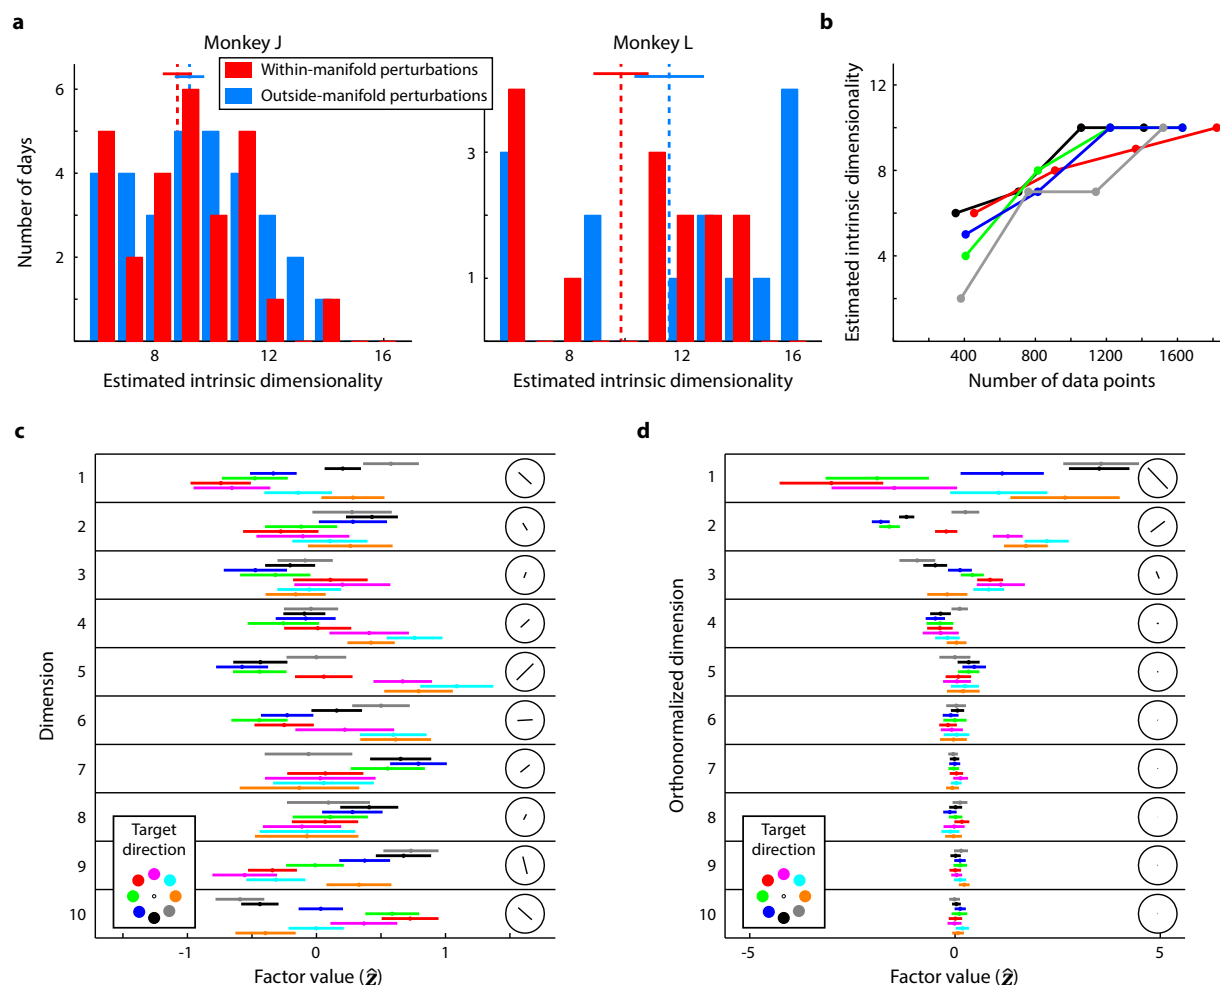 a
Monkey J
Monkey L
b
Within-manifold perturbations
Outside-manifold perturbations
Number of days
6
4
2
8
12
16
Estimated intrinsic dimensionality
3
1
8
12
16
Estimated intrinsic dimensionality
Estimated intrinsic dimensionality
12
8
4
400
800
1200
1600
Number of data points
c
Dimension
1
2
3
4
5
6
7
8
9
10
Target
direction
-1
0
1
Factor value (ẑ)
d
Orthonormalized dimension
1
2
3
4
5
6
7
8
9
10
Target
direction
-5
0
5
Factor value (ẑ)